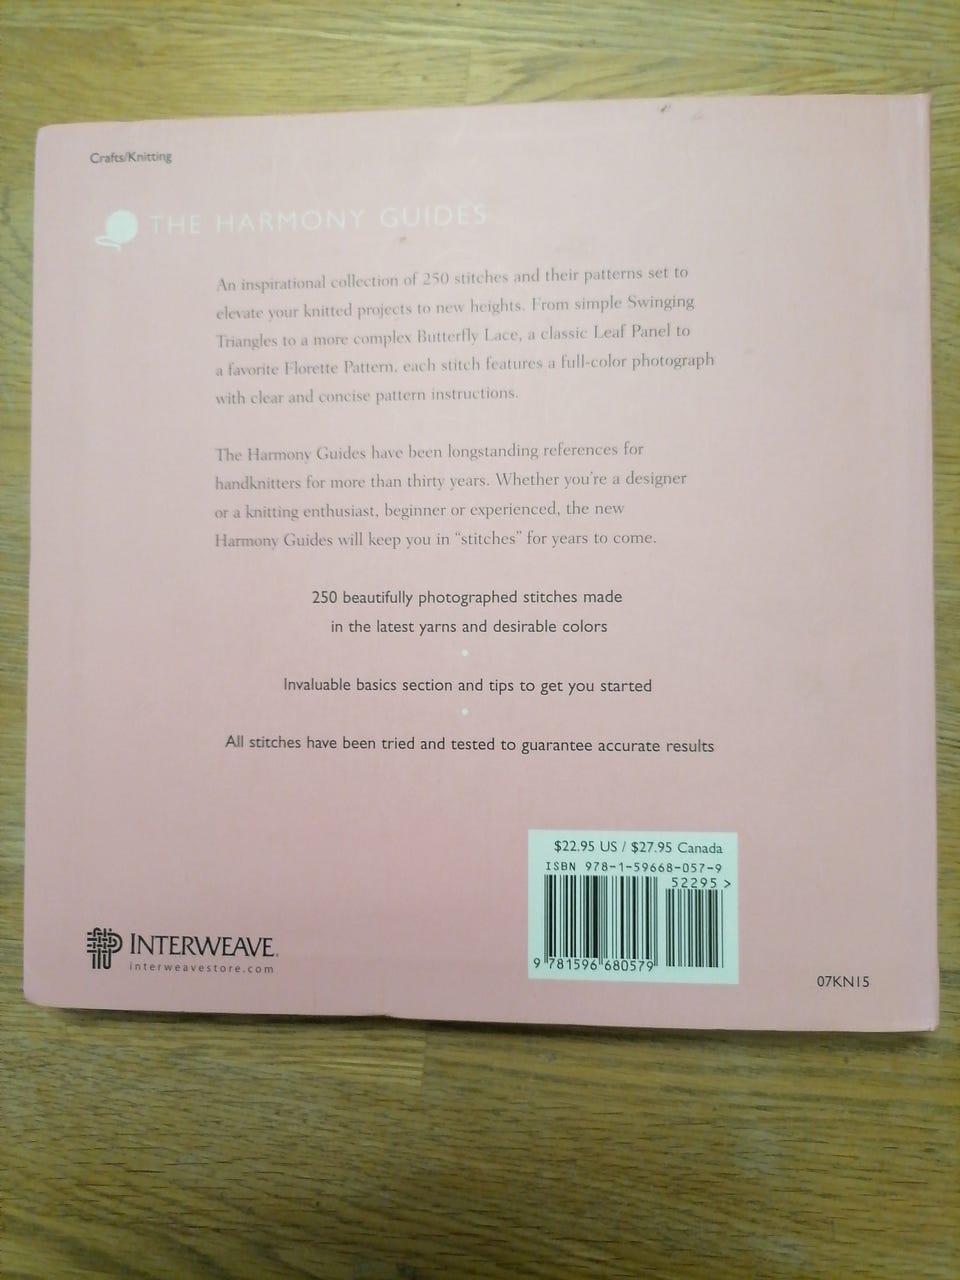 Crafts/Knitting
THE HARMONY GUIDES
An inspirational collection of 250 stitches and their patterns set to
elevate your knitted projects to new heights. From simple Swinging
Triangles to a more complex Butterfly Lace, a classic Leaf Panel to
a favorite Florette Pattern, each stitch features a full-color photograph
with clear and concise pattern instructions.
The Harmony Guides have been longstanding references for
handknitters for more than thirty years. Whether you're a designer
or a knitting enthusiast, beginner or experienced, the new
Harmony Guides will keep you in “stitches” for years to come.
250 beautifully photographed stitches made
in the latest yarns and desirable colors
Invaluable basics section and tips to get you started
All stitches have been tried and tested to guarantee accurate results
$22.95 US / $27.95 Canada
ISBN 978-1-59668-057-9
52295 >
9 781596 680579
INTERWEAVE.
interweavestore.com
07KN15